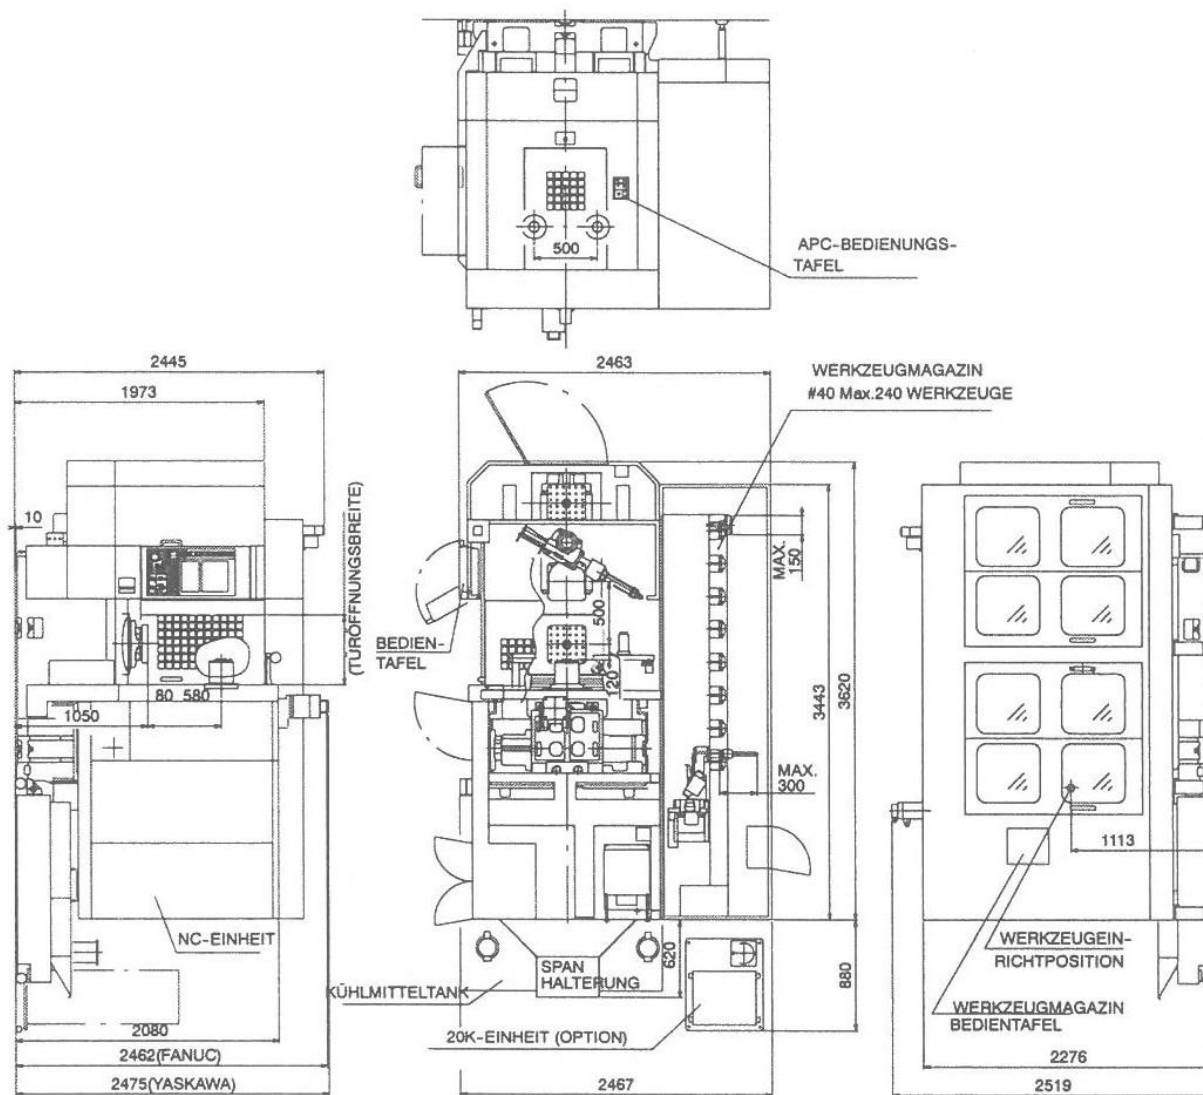 500
APC-BEDIENUNGS-
TAFEL
2445
1973
10
(TÜRÖFFNUNGSBREITE)
80 580
1050
NC-EINHEIT
2080
2462(FANUC)
2475(YASKAWA)
2463
WERKZEUGMAGAZIN
#40 Max.240 WERKZEUGE
MAX.
150
500
BEDIEN-
TAFEL
120
3443
3620
MAX.
300
620
880
SPAN
HALTERUNG
KÜHLMITTELTANK
20K-EINHEIT (OPTION)
2467
1113
WERKZEUGEIN-
RICHTPOSITION
WERKZEUGMAGAZIN
BEDIENTAFEL
2276
2519